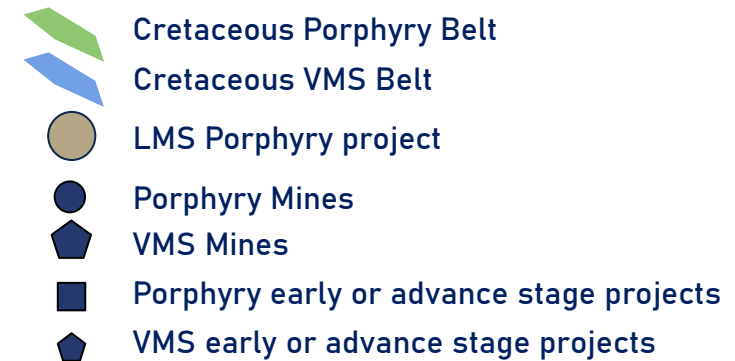 Cretaceous Porphyry Belt
Cretaceous VMS Belt
LMS Porphyry project
Porphyry Mines
VMS Mines
Porphyry early or advance stage projects
VMS early or advance stage projects